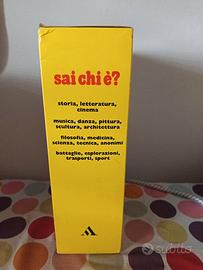 sai chi è?
storia, letteratura,
cinema
musica, danza, pittura,
scultura, architettura
filosofia, medicina,
scienza, tecnica, anonimi
battaglie, esplorazioni,
trasporti, sport
subito